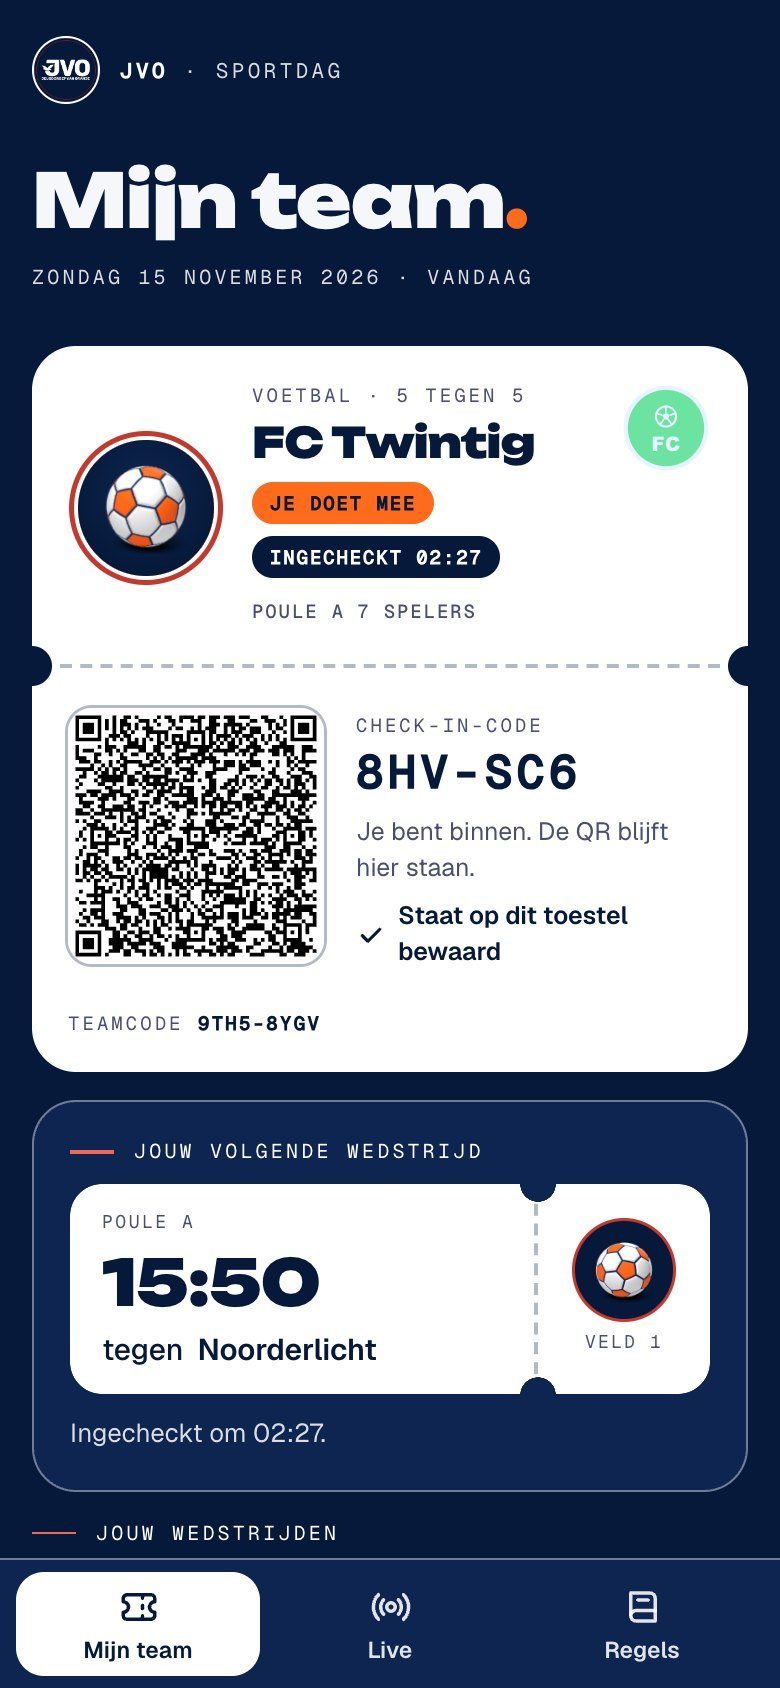 JVO
JVO · SPORTDAG
Mijn team.
ZONDAG 15 NOVEMBER 2026 · VANDAAG
VOETBAL · 5 TEGEN 5
FC Twintig
FC
JE DOET MEE
INGECHECKT 02:27
POULE A 7 SPELERS
CHECK-IN-CODE
8HV-SC6
Je bent binnen. De QR blijft
hier staan.
Staat op dit toestel
bewaard
TEAMCODE 9TH5-8YGV
JOUW VOLGENDE WEDSTRIJD
POULE A
15:50
tegen Noorderlicht
VELD 1
Ingecheckt om 02:27.
JOUW WEDSTRIJDEN
Mijn team
Live
Regels